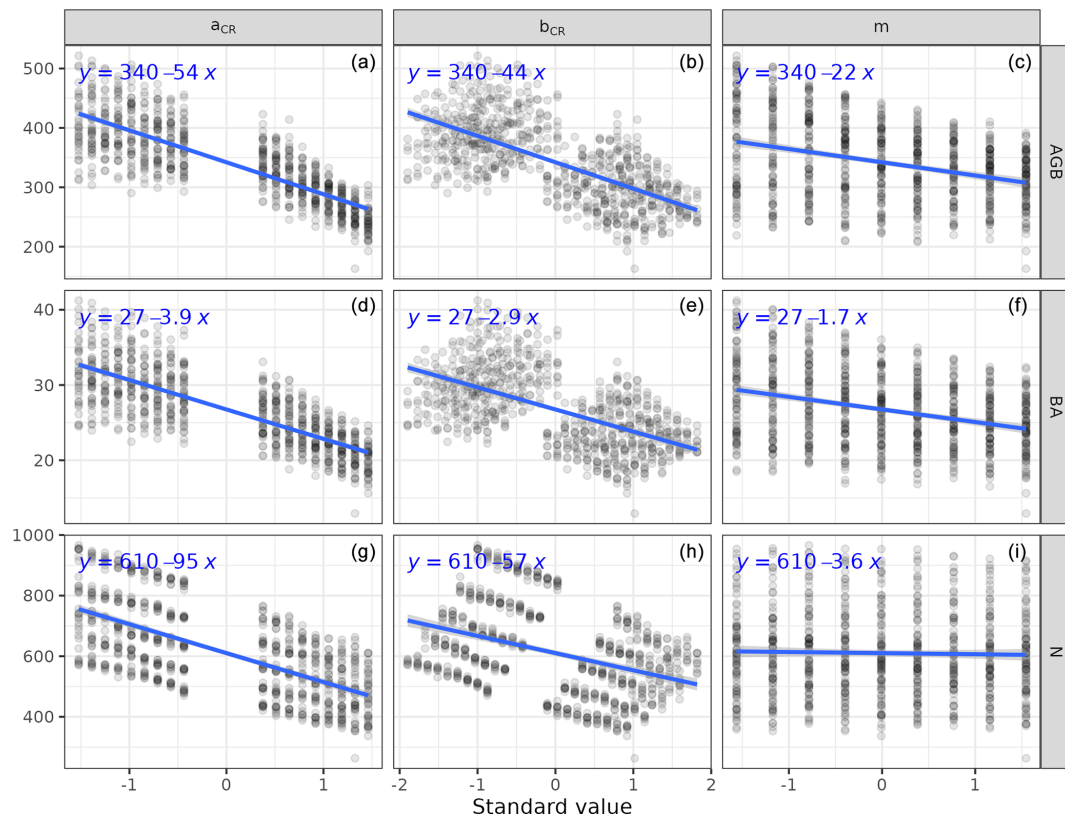 a_CR b_CR m
500 400 300 200
y = 340 –54 x (a)
y = 340 –44 x (b)
y = 340 –22 x (c)
AGB
40 30 20
y = 27 –3.9 x (d)
y = 27 –2.9 x (e)
y = 27 –1.7 x (f)
BA
1000 800 600 400
y = 610 –95 x (g)
y = 610 –57 x (h)
y = 610 –3.6 x (i)
N
-1 0 1 -2 -1 0 1 2 -1 0 1
Standard value